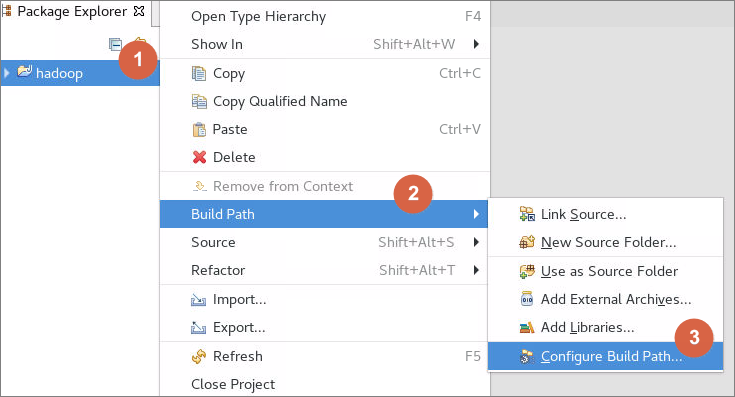 Package Explorer
1
hadoop
Open Type Hierarchy F4
Show In Shift+Alt+W
Copy Ctrl+C
Copy Qualified Name
Paste Ctrl+V
Delete
Remove from Context
2
Build Path
Source Shift+Alt+S
Refactor Shift+Alt+T
Import...
Export...
Refresh F5
Close Project
Link Source...
New Source Folder...
Use as Source Folder
Add External Archives...
Add Libraries...
3
Configure Build Path...